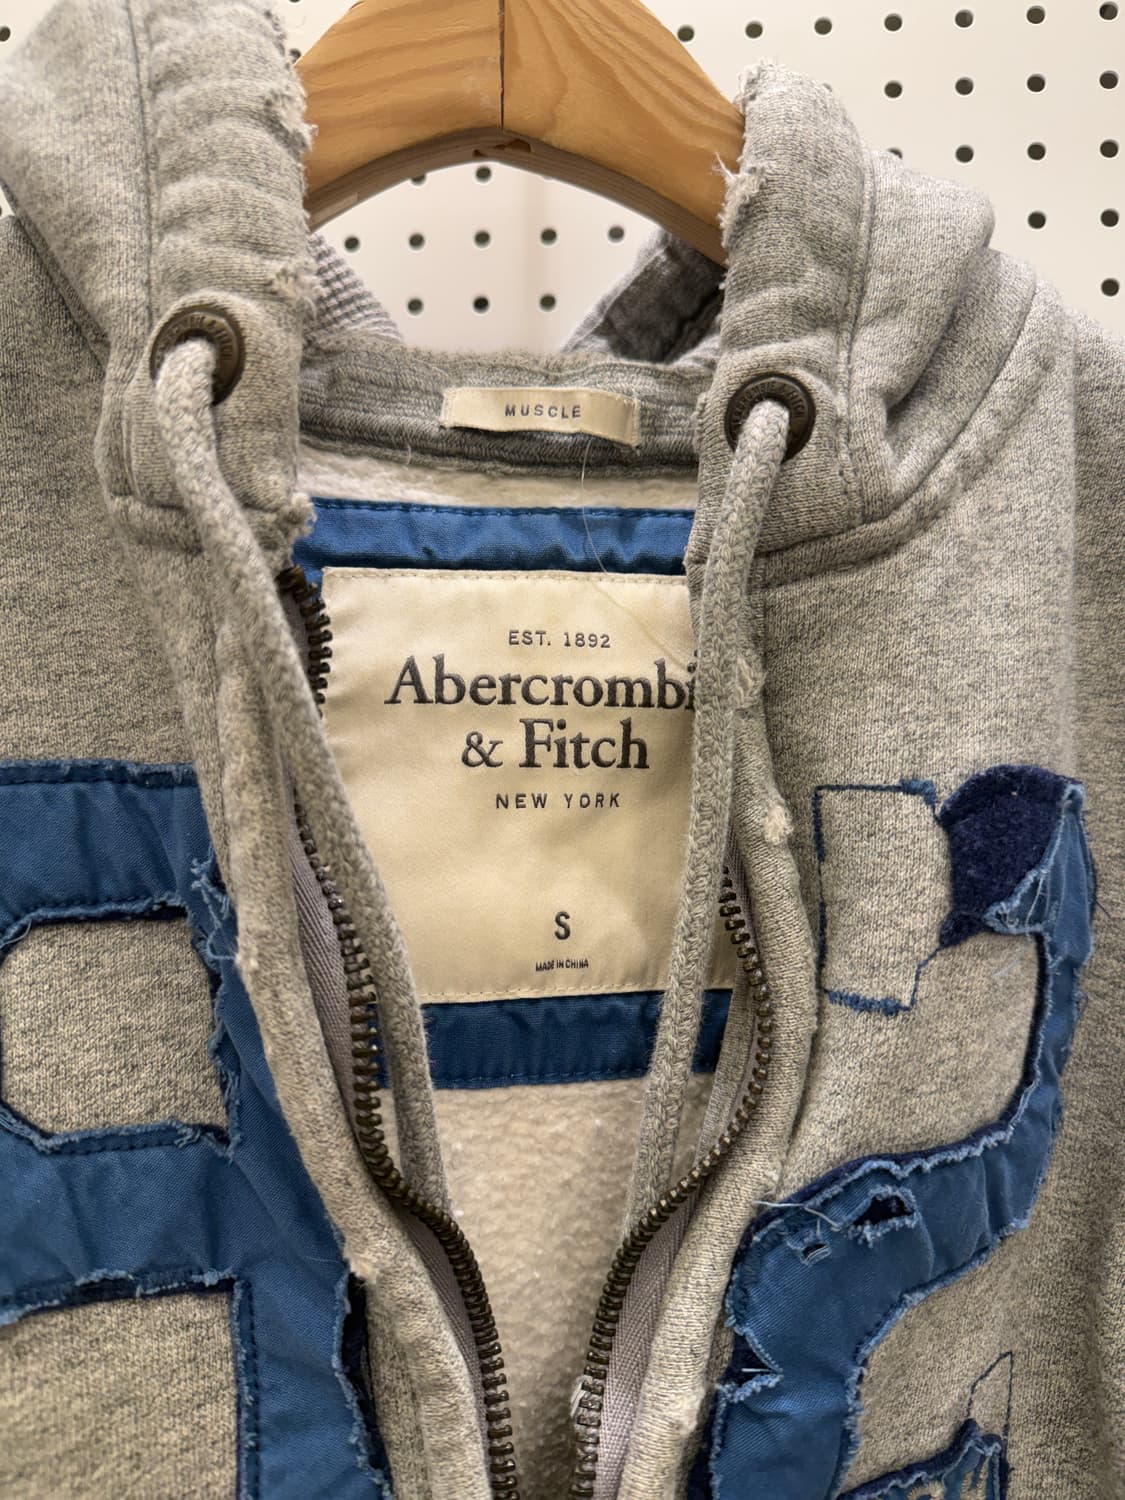 MUSCLE
EST. 1892
Abercrombi
& Fitch
NEW YORK
S
MADE IN CHINA